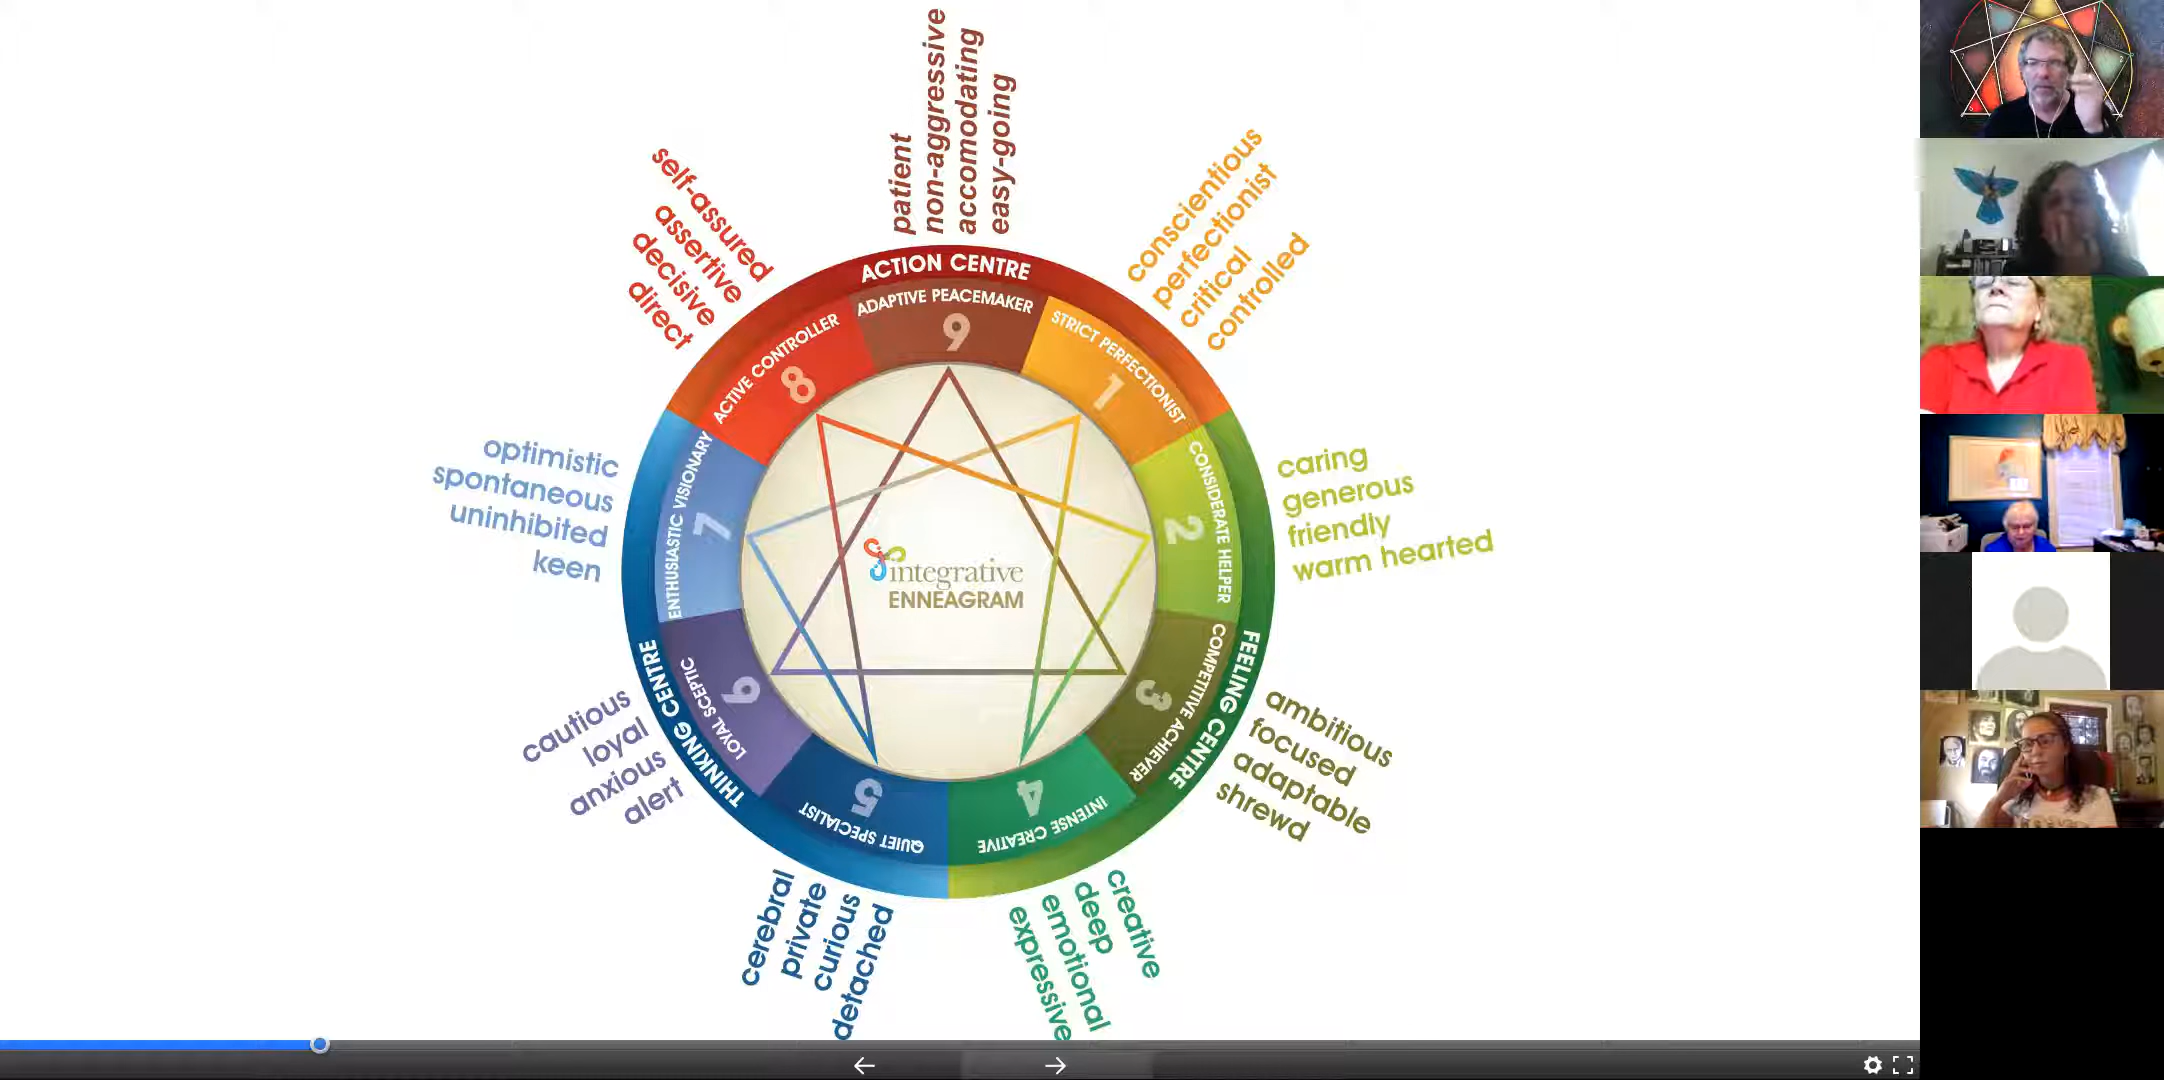 patient
non-aggressive
accomodating
easy-going
conscientious
perfectionist
critical
controlled
caring
generous
friendly
warm hearted
ambitious
focused
adaptable
shrewd
creative
deep
emotional
expressive
cerebral
private
curious
detached
cautious
loyal
anxious
alert
optimistic
spontaneous
uninhibited
keen
self-assured
assertive
decisive
direct
ACTION CENTRE
FEELING CENTRE
THINKING CENTRE
ADAPTIVE PEACEMAKER
9
STRICT PERFECTIONIST
1
CONSIDERATE HELPER
2
COMPETITIVE ACHIEVER
3
INTENSE CREATIVE
4
QUIET SPECIALIST
5
LOYAL SCEPTIC
6
ENTHUSIASTIC VISIONARY
7
ACTIVE CONTROLLER
8
integrative
ENNEAGRAM